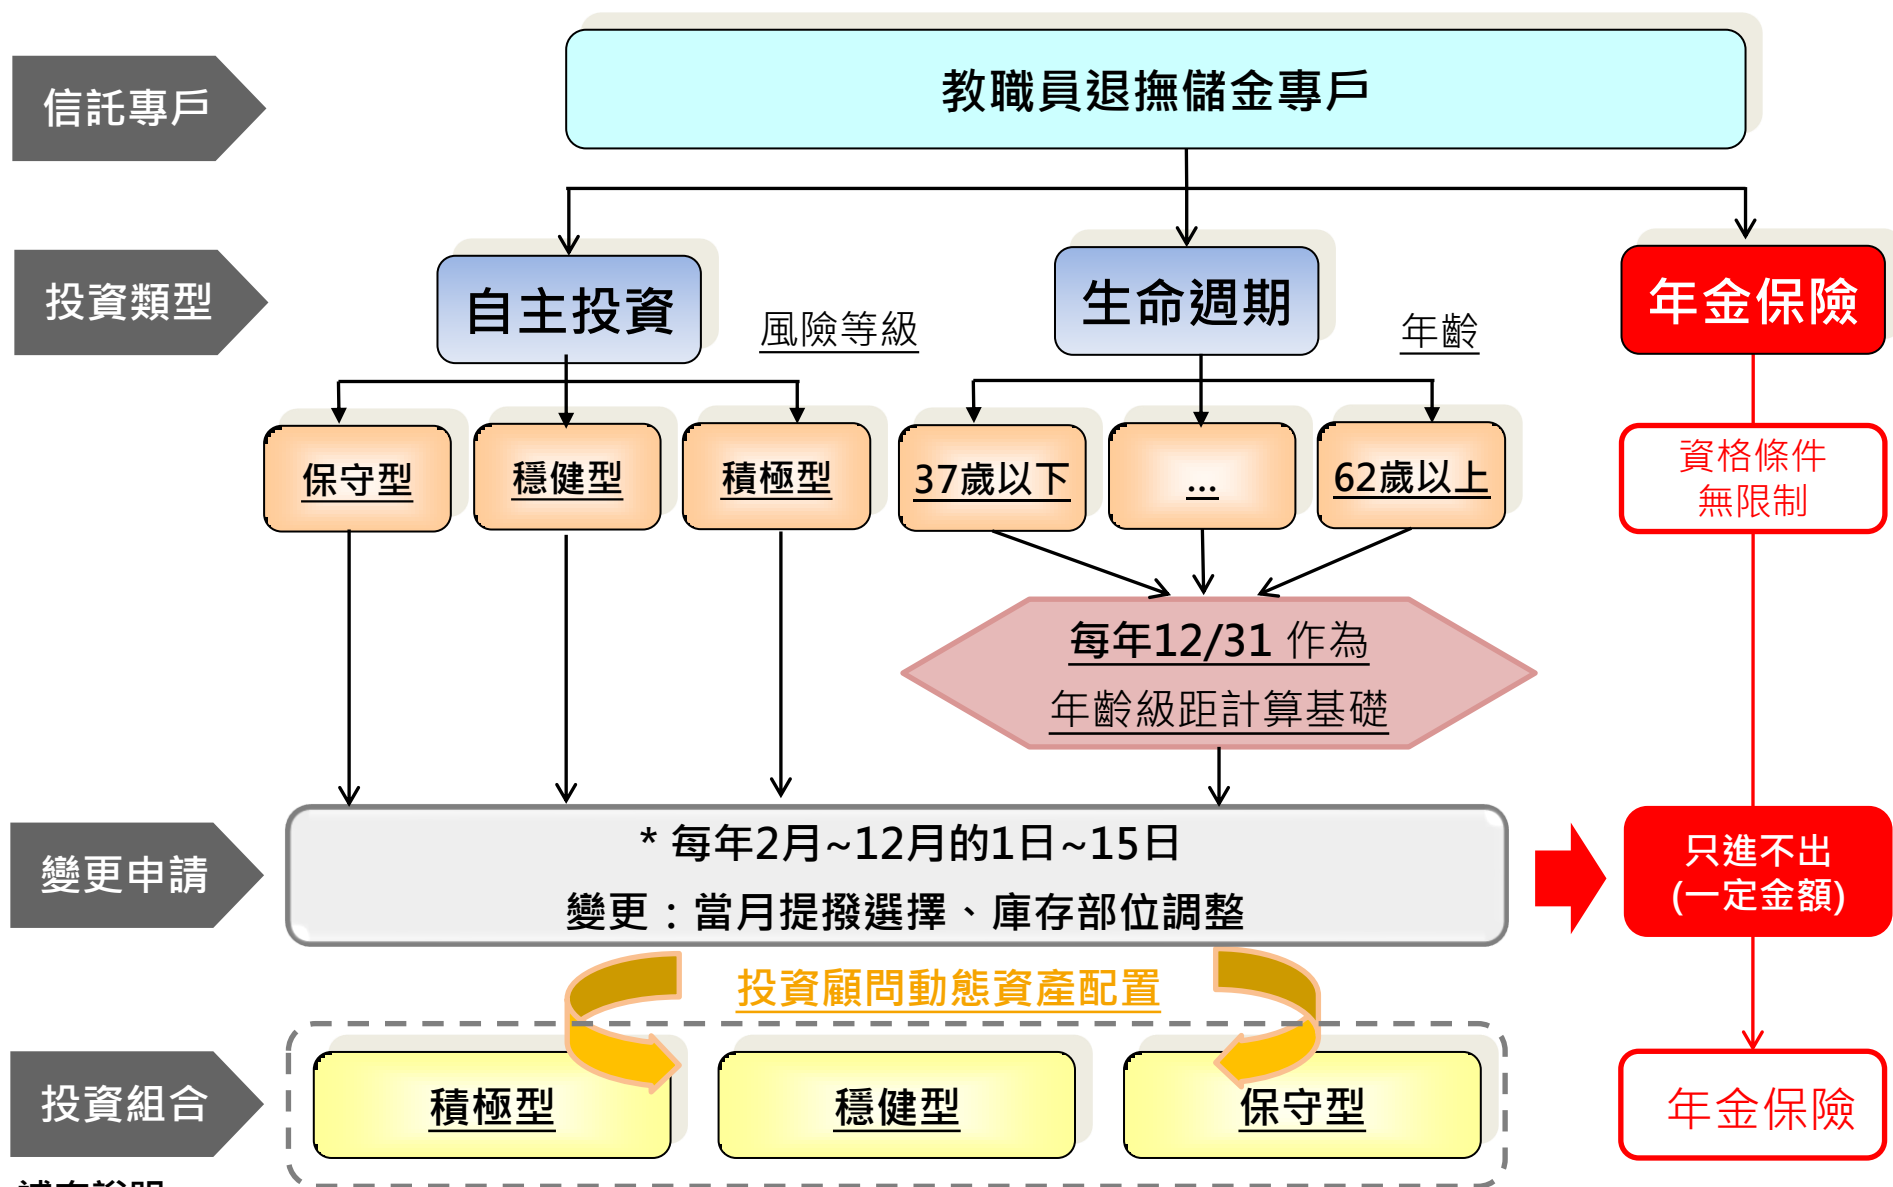 教職員退撫儲金專戶
信託專戶
投資類型
自主投資
風險等級
生命週期
年齡
年金保險
保守型
穩健型
積極型
37歲以下
...
62歲以上
資格條件
無限制
每年12/31 作為
年齡級距計算基礎
變更申請
* 每年2月~12月的1日~15日
變更：當月提撥選擇、庫存部位調整
只進不出
(一定金額)
投資顧問動態資產配置
投資組合
積極型
穩健型
保守型
年金保險